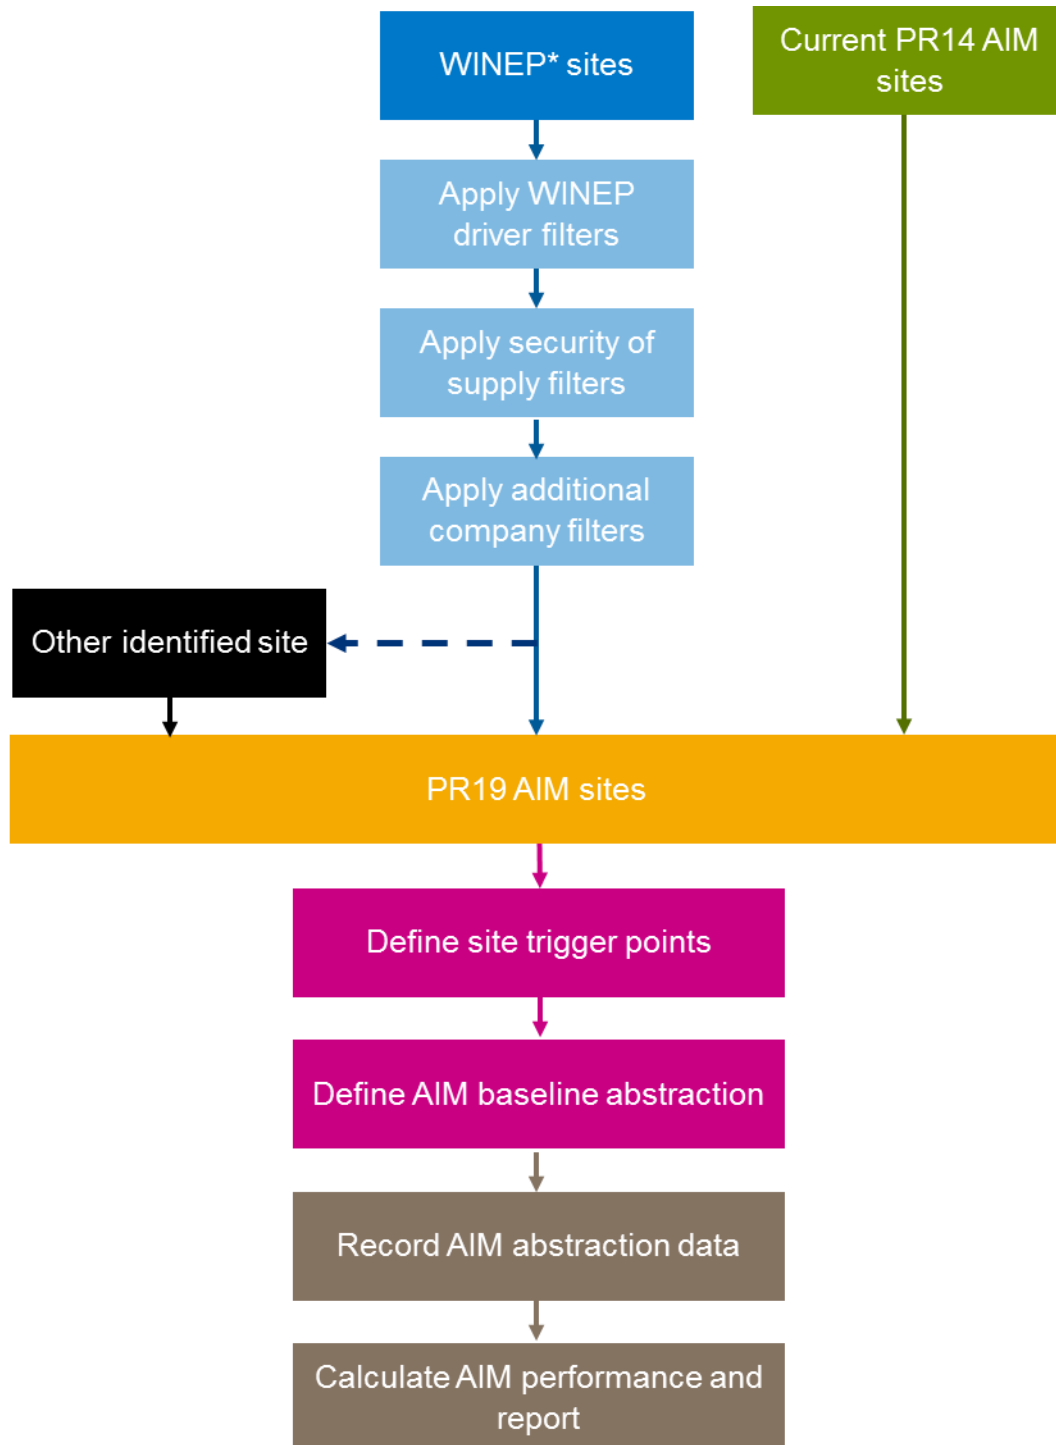 WINEP* sites
Current PR14 AIM
sites
Apply WINEP
driver filters
Apply security of
supply filters
Apply additional
company filters
Other identified site
PR19 AIM sites
Define site trigger points
Define AIM baseline abstraction
Record AIM abstraction data
Calculate AIM performance and
report